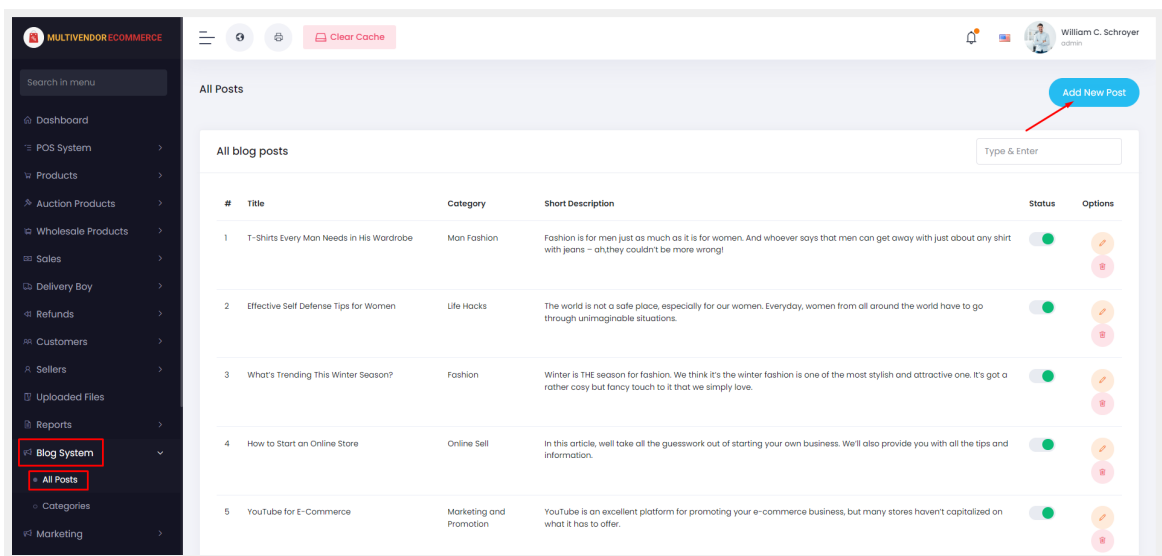 MULTIVENDOR ECOMMERCE
Clear Cache
William C. Schroyer
admin
Search in menu
Dashboard
POS System
Products
Auction Products
Wholesale Products
Sales
Delivery Boy
Refunds
Customers
Sellers
Uploaded Files
Reports
Blog System
All Posts
Categories
Marketing
All Posts
Add New Post
All blog posts
Type & Enter
# Title Category Short Description Status Options
1 T-Shirts Every Man Needs in His Wardrobe Man Fashion Fashion is for men just as much as it is for women. And whoever says that men can get away with just about any shirt
with jeans – ah,they couldn't be more wrong!
2 Effective Self Defense Tips for Women Life Hacks The world is not a safe place, especially for our women. Everyday, women from all around the world have to go
through unimaginable situations.
3 What's Trending This Winter Season? Fashion Winter is THE season for fashion. We think it's the winter fashion is one of the most stylish and attractive one. It's got a
rather cosy but fancy touch to it that we simply love.
4 How to Start an Online Store Online Sell In this article, well take all the guesswork out of starting your own business. We'll also provide you with all the tips and
information.
5 YouTube for E-Commerce Marketing and YouTube is an excellent platform for promoting your e-commerce business, but many stores haven't capitalized on
Promotion what it has to offer.